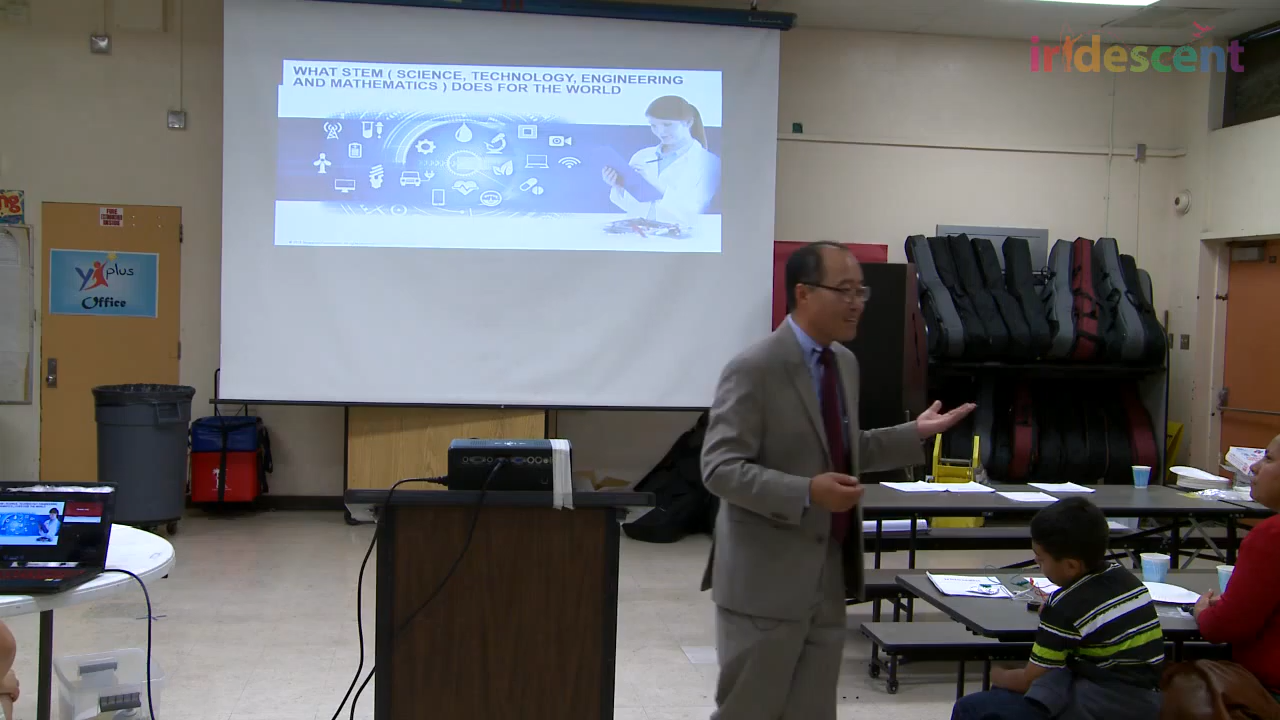 iridescent
WHAT STEM ( SCIENCE, TECHNOLOGY, ENGINEERING
AND MATHEMATICS ) DOES FOR THE WORLD
plus
Office